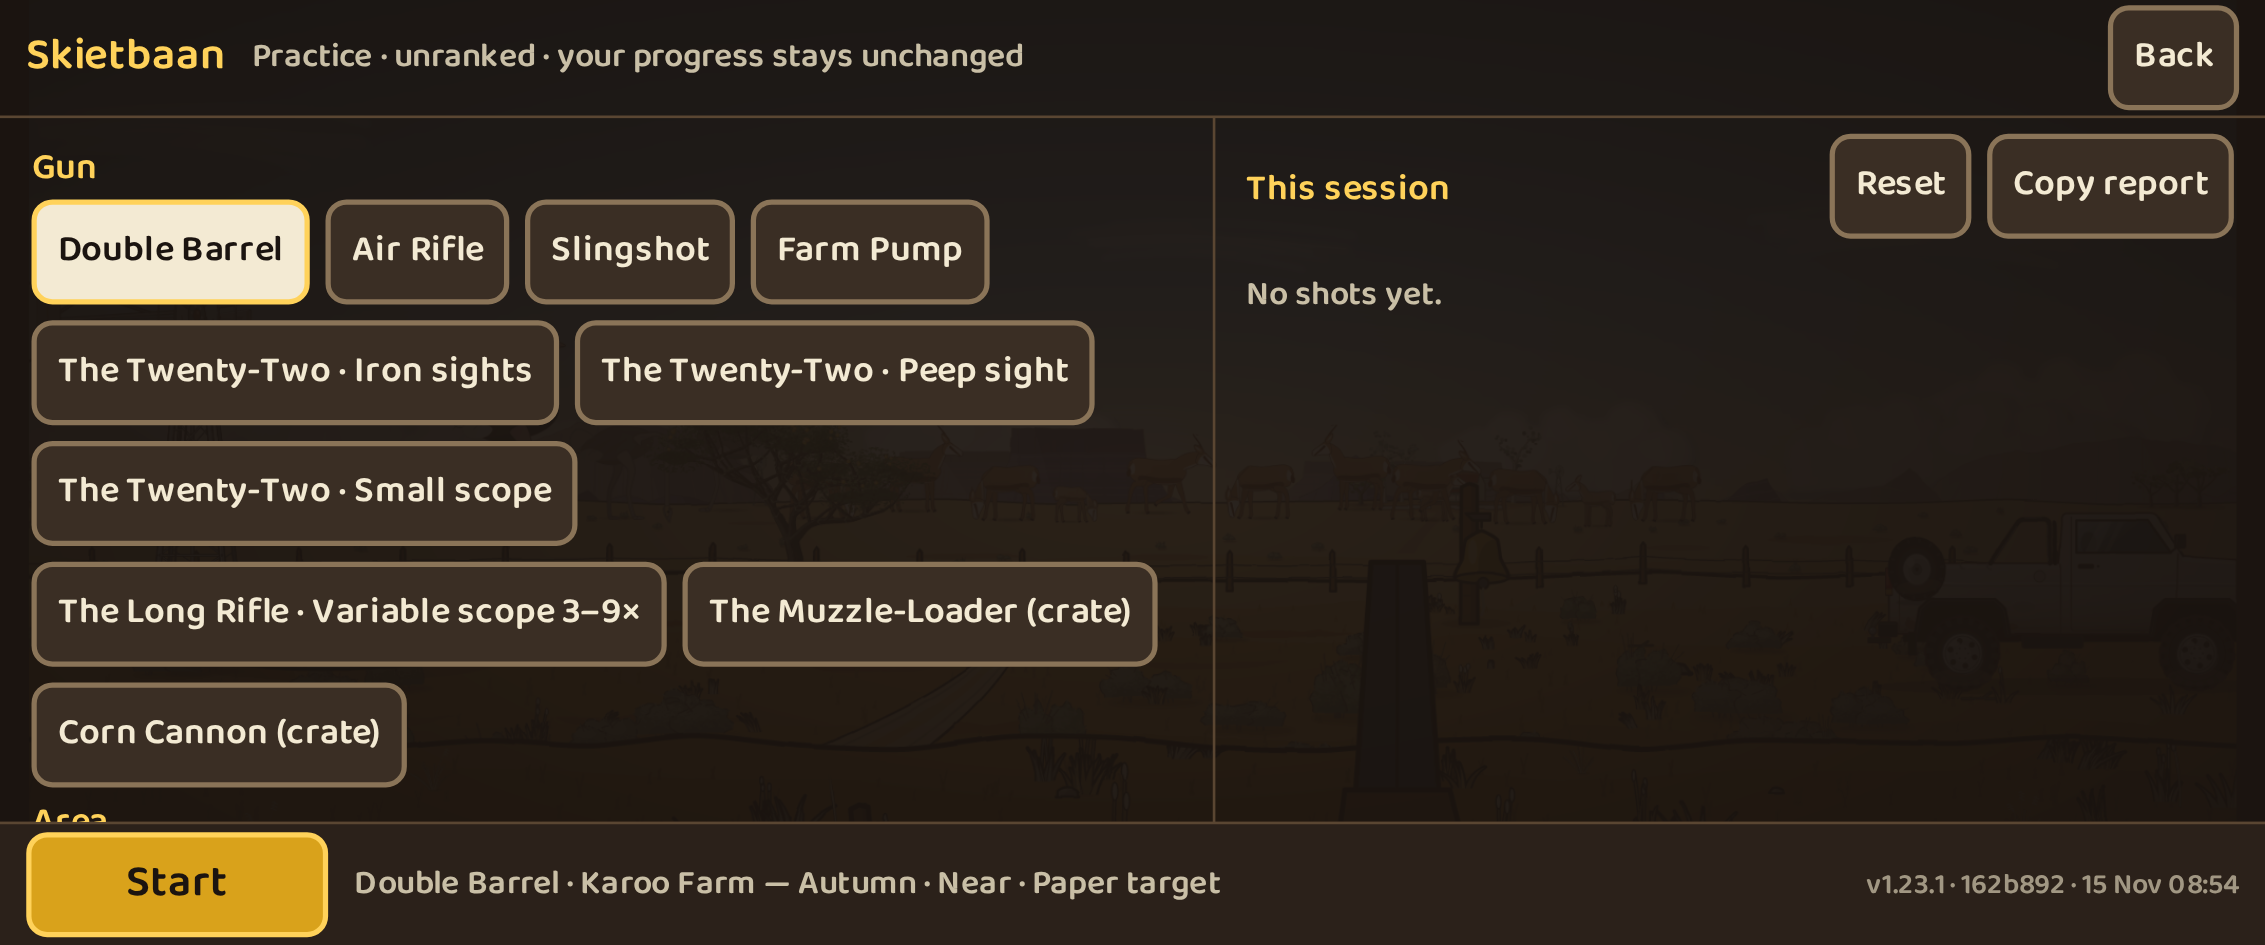 Skietbaan
Practice · unranked · your progress stays unchanged
Back
Gun
Double Barrel
Air Rifle
Slingshot
Farm Pump
The Twenty-Two · Iron sights
The Twenty-Two · Peep sight
The Twenty-Two · Small scope
The Long Rifle · Variable scope 3–9×
The Muzzle-Loader (crate)
Corn Cannon (crate)
Area
This session
Reset
Copy report
No shots yet.
Start
Double Barrel · Karoo Farm — Autumn · Near · Paper target
v1.23.1 · 162b892 · 15 Nov 08:54